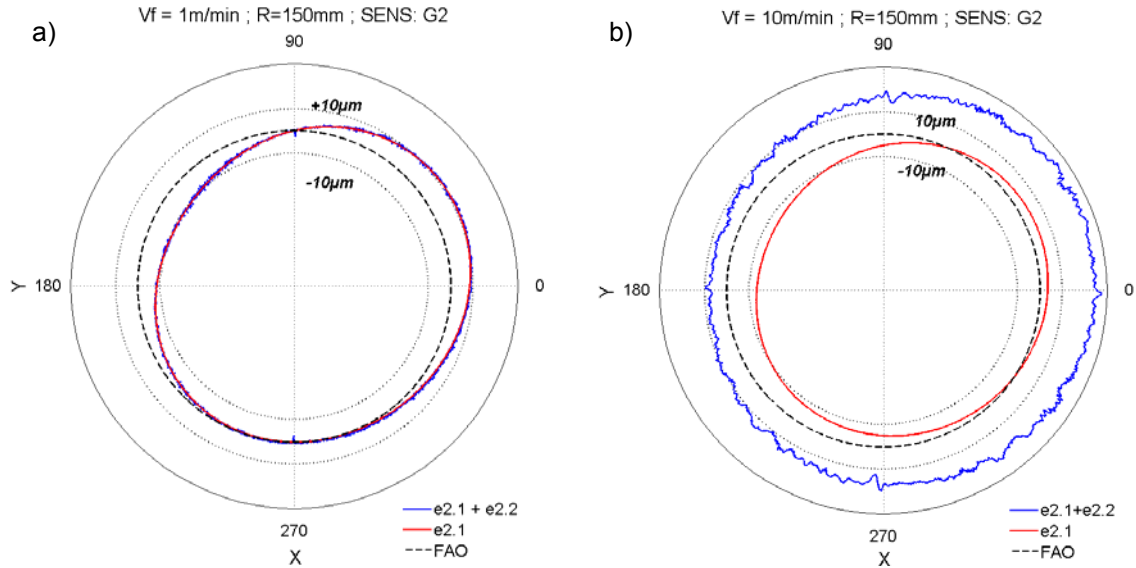 a)
Vf = 1m/min ; R=150mm ; SENS: G2
90
+10µm
-10µm
Y
180
0
270
X
e2.1 + e2.2
e2.1
FAO
b)
Vf = 10m/min ; R=150mm ; SENS: G2
90
10µm
-10µm
Y
180
0
270
X
e2.1+e2.2
e2.1
FAO